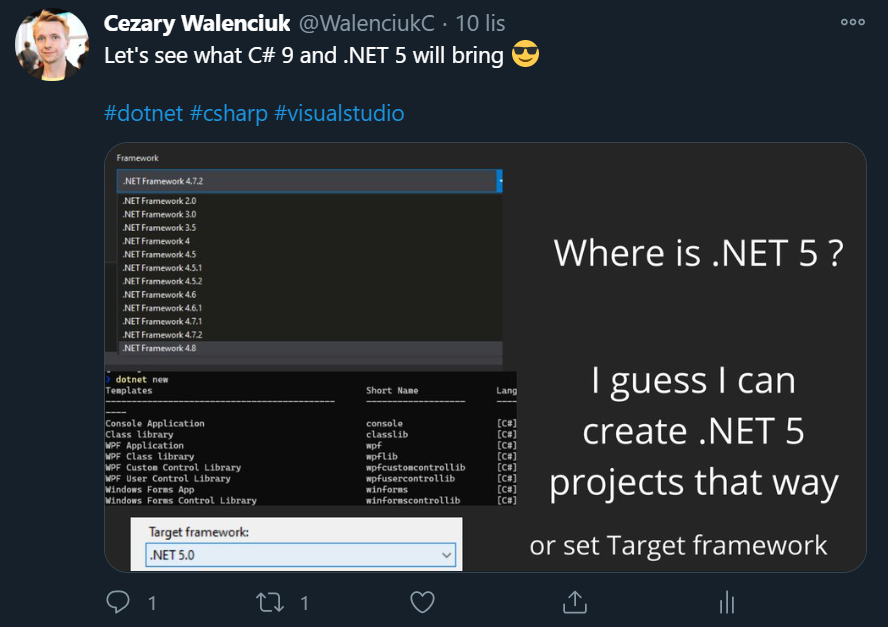 Cezary Walenciuk @WalenciukC · 10 lis
Let's see what C# 9 and .NET 5 will bring 😎
#dotnet #csharp #visualstudio
Framework
.NET Framework 4.7.2
.NET Framework 2.0
.NET Framework 3.0
.NET Framework 3.5
.NET Framework 4
.NET Framework 4.5
.NET Framework 4.5.1
.NET Framework 4.5.2
.NET Framework 4.6
.NET Framework 4.6.1
.NET Framework 4.7.1
.NET Framework 4.7.2
.NET Framework 4.8
Where is .NET 5 ?
> dotnet new
Templates Short Name Lang
Console Application console [C#]
Class library classlib [C#]
WPF Application wpf [C#]
WPF Class library wpflib [C#]
WPF Custom Control Library wpfcustomcontrollib [C#]
WPF User Control Library wpfusercontrollib [C#]
Windows Forms App winforms [C#]
Windows Forms Control Library winformscontrollib [C#]
I guess I can
create .NET 5
projects that way
Target framework:
.NET 5.0
or set Target framework
1
1